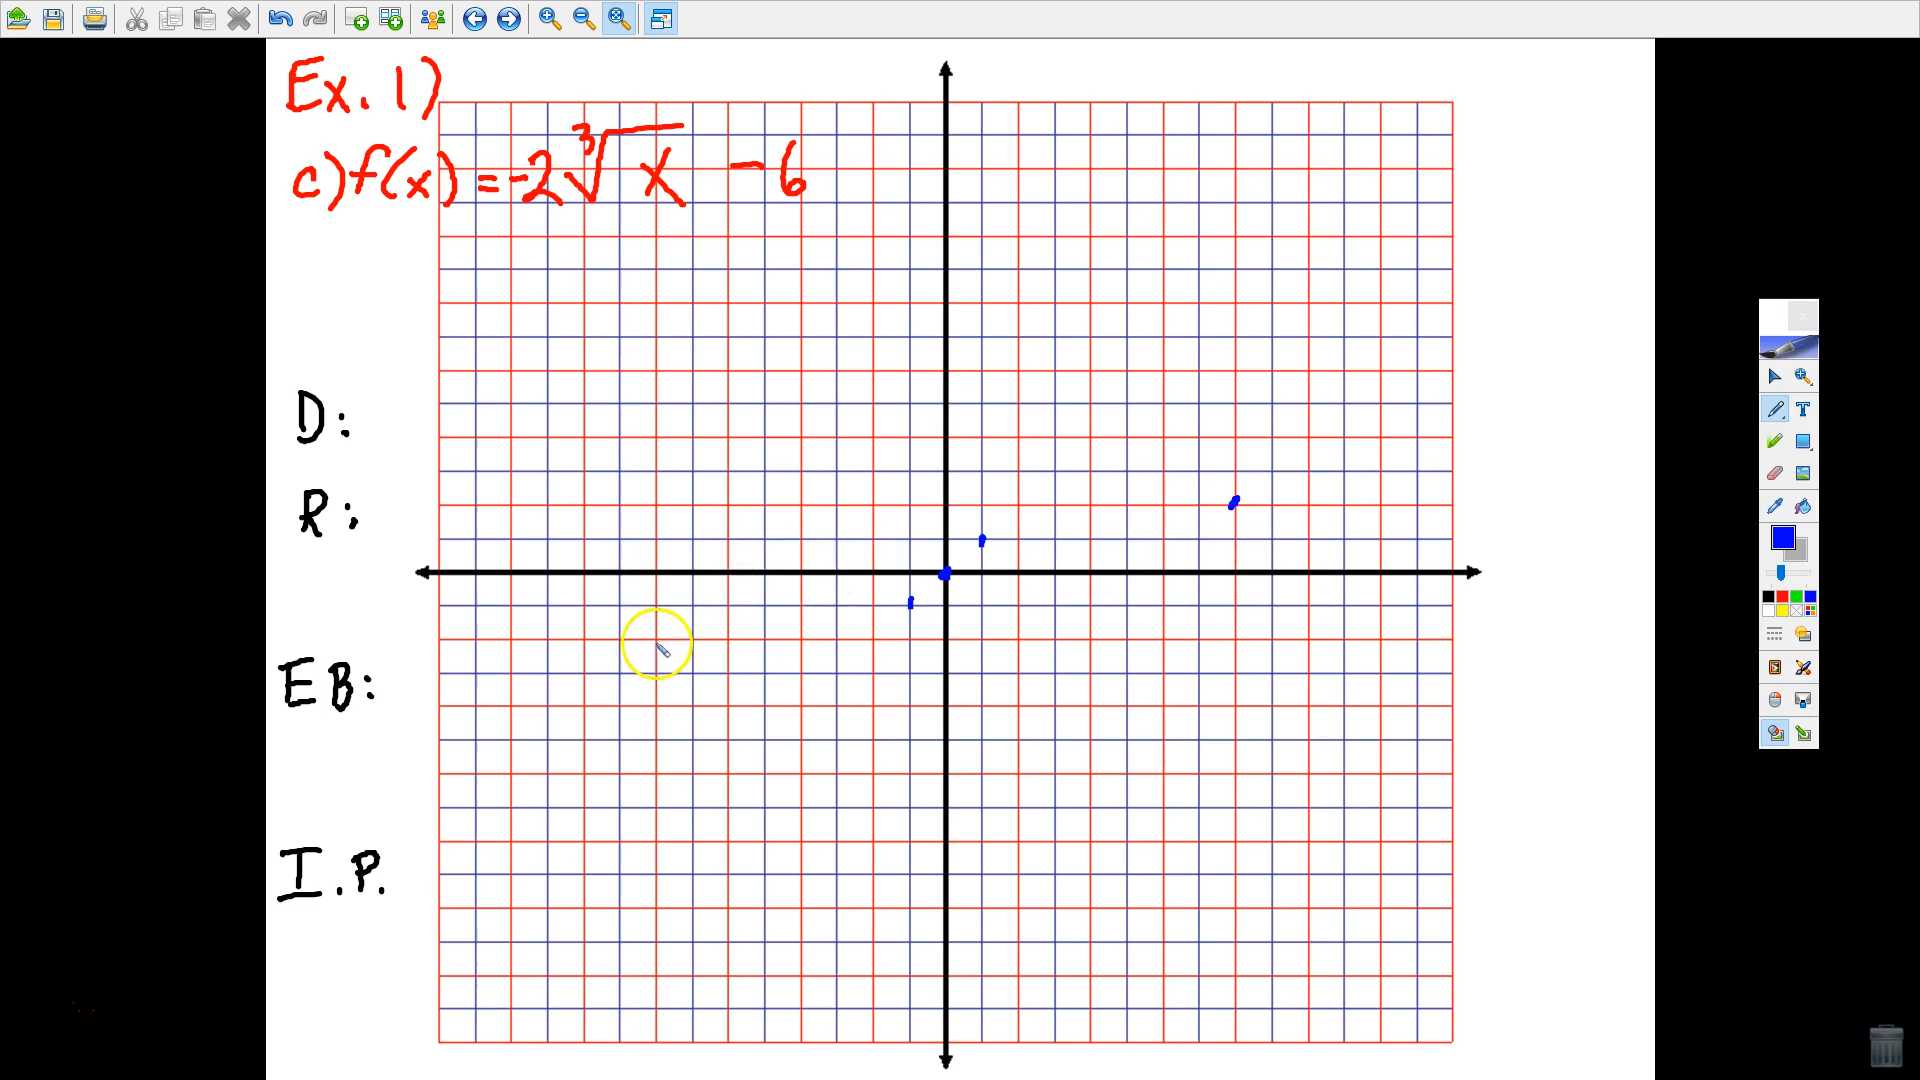 Ex. 1)
c) f(x) = -2∛x - 6
D:
R:
EB:
I.P.